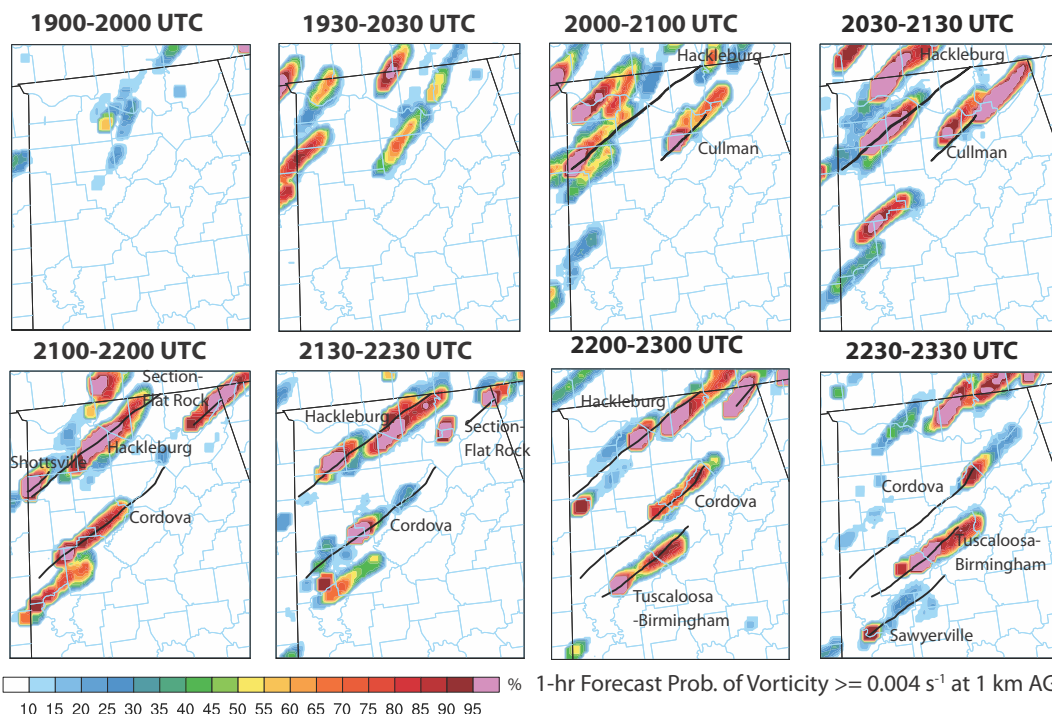 1900-2000 UTC
1930-2030 UTC
2000-2100 UTC
2030-2130 UTC
Hackleburg
Cullman
Hackleburg
Cullman
2100-2200 UTC
2130-2230 UTC
2200-2300 UTC
2230-2330 UTC
Section-
Flat Rock
Hackleburg
Shottsville
Cordova
Hackleburg
Section-
Flat Rock
Cordova
Hackleburg
Cordova
Tuscaloosa
-Birmingham
Cordova
Tuscaloosa-
Birmingham
Sawyerville
% 1-hr Forecast Prob. of Vorticity >= 0.004 s⁻¹ at 1 km AG
10 15 20 25 30 35 40 45 50 55 60 65 70 75 80 85 90 95